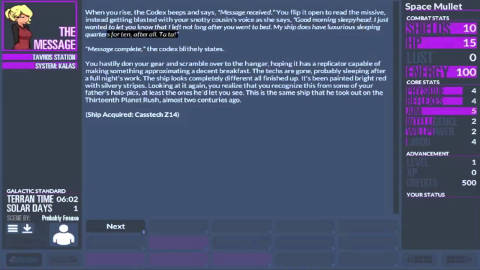 Space Mullet
COMBAT STATS
SHIELDS 10
HP 15
LUST 0
ENERGY 100
CORE STATS
PHYSIQUE 4
REFLEXES 4
AIM 5
INTELLIGENCE 2
WILLPOWER 2
4
ADVANCEMENT
LEVEL 1
XP 0
CREDITS 500
YOUR STATUS
THE
MESSAGE
TAVROS STATION
SYSTEM: KALAS
When you rise, the Codex beeps and says, "Message received." You flip it open to read the missive,
instead getting blasted with your snotty cousin's voice as she says, "Good morning sleepyhead. I just
wanted to let you know that I left not long after you went to bed. My ship does have luxurious sleeping
quarters for ten, after all. Ta ta!"
"Message complete," the codex blithely states.
You hastily don your gear and scramble over to the hangar, hoping it has a replicator capable of
making something approximating a decent breakfast. The techs are gone, probably sleeping after
a full night's work. The ship looks completely different all finished up. It's been painted bright red
with silvery stripes. Looking at it again, you realize that you recognize this from some of your
father's holo-pics, at least the ones he'd let you see. This is the same ship that he took out on the
Thirteenth Planet Rush, almost two centuries ago.
(Ship Acquired: Casstech Z14)
GALACTIC STANDARD
TERRAN TIME 06:02
SOLAR DAYS 1
SCENE BY: Probably Fenoxo
Next